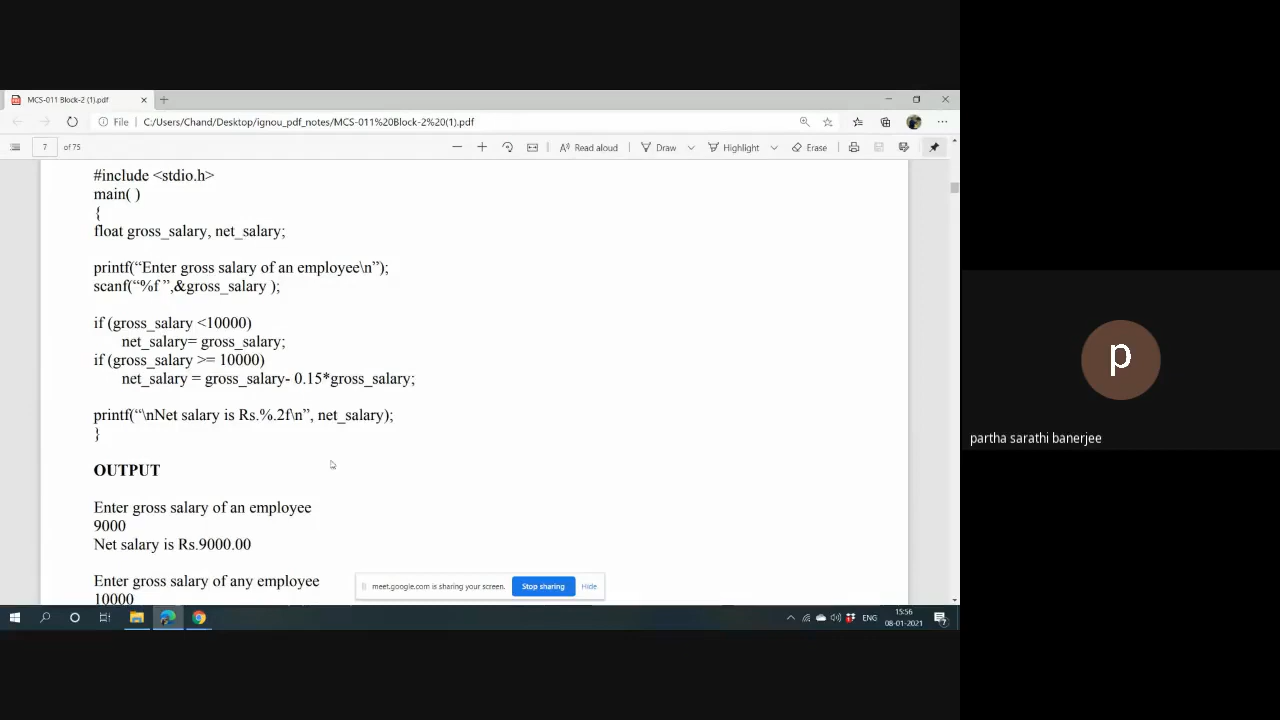 MCS-011 Block-2 (1).pdf
File C:/Users/Chand/Desktop/ignou_pdf_notes/MCS-011%20Block-2%20(1).pdf
7 of 75 Read aloud Draw Highlight Erase
#include <stdio.h>
main( )
{
float gross_salary, net_salary;
printf(“Enter gross salary of an employee\n”);
scanf(“%f ”,&gross_salary );
if (gross_salary <10000)
net_salary= gross_salary;
if (gross_salary >= 10000)
net_salary = gross_salary- 0.15*gross_salary;
printf(“\nNet salary is Rs.%.2f\n”, net_salary);
}
OUTPUT
Enter gross salary of an employee
9000
Net salary is Rs.9000.00
Enter gross salary of any employee
10000
meet.google.com is sharing your screen. Stop sharing Hide
ENG
15:56
08-01-2021
p
partha sarathi banerjee